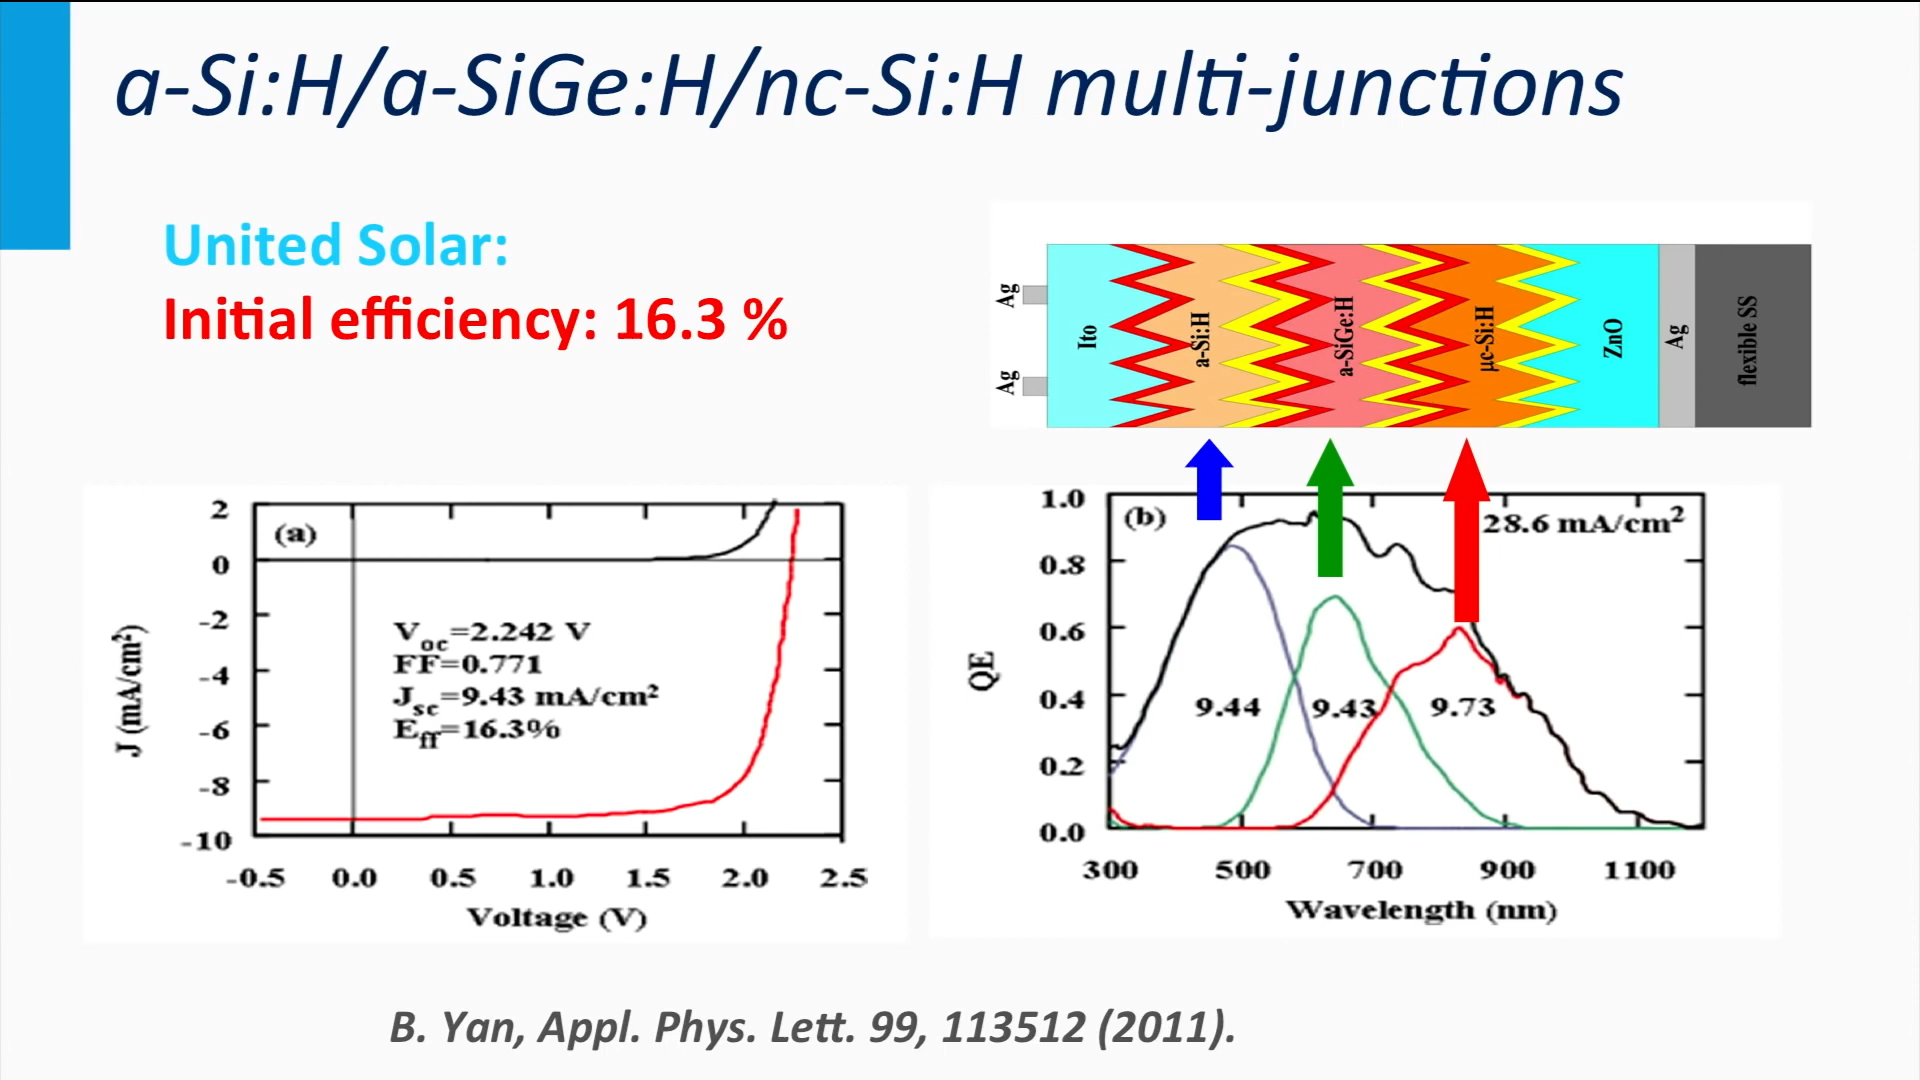 a-Si:H/a-SiGe:H/nc-Si:H multi-junctions
United Solar:
Initial efficiency: 16.3 %
Ag
Ag
Ito
a-Si:H
a-SiGe:H
μc-Si:H
ZnO
Ag
flexible SS
(a)
2
0
-2
-4
-6
-8
-10
J (mA/cm²)
Voc=2.242 V
FF=0.771
Jsc=9.43 mA/cm²
Eff=16.3%
-0.5 0.0 0.5 1.0 1.5 2.0 2.5
Voltage (V)
(b)
28.6 mA/cm²
1.0
0.8
0.6
0.4
0.2
0.0
QE
9.44 9.43 9.73
300 500 700 900 1100
Wavelength (nm)
B. Yan, Appl. Phys. Lett. 99, 113512 (2011).